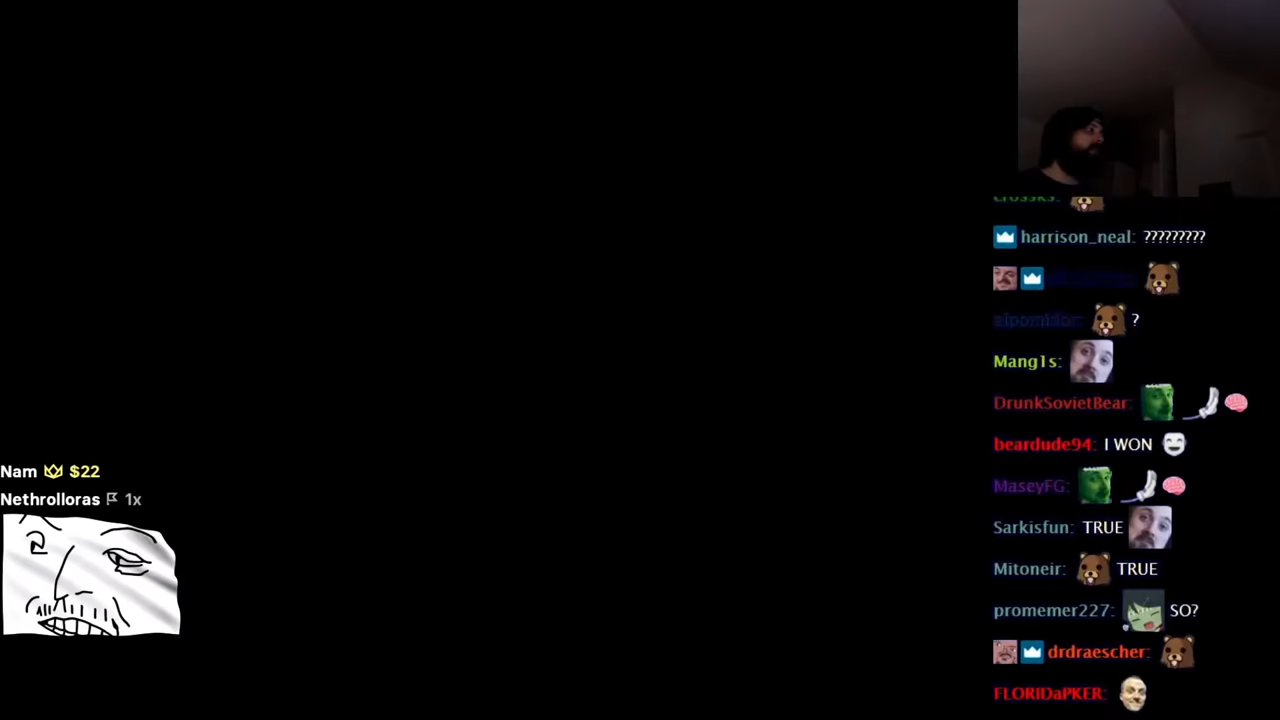 harrison_neal: ?????????
?
Mang1s:
DrunkSovietBear:
beardude94: I WON
MaseyFG:
Sarkisfun: TRUE
Mitoneir: TRUE
promemer227: SO?
drdraescher:
FLORIDaPKER:
Nam $22
Nethrolloras 1x